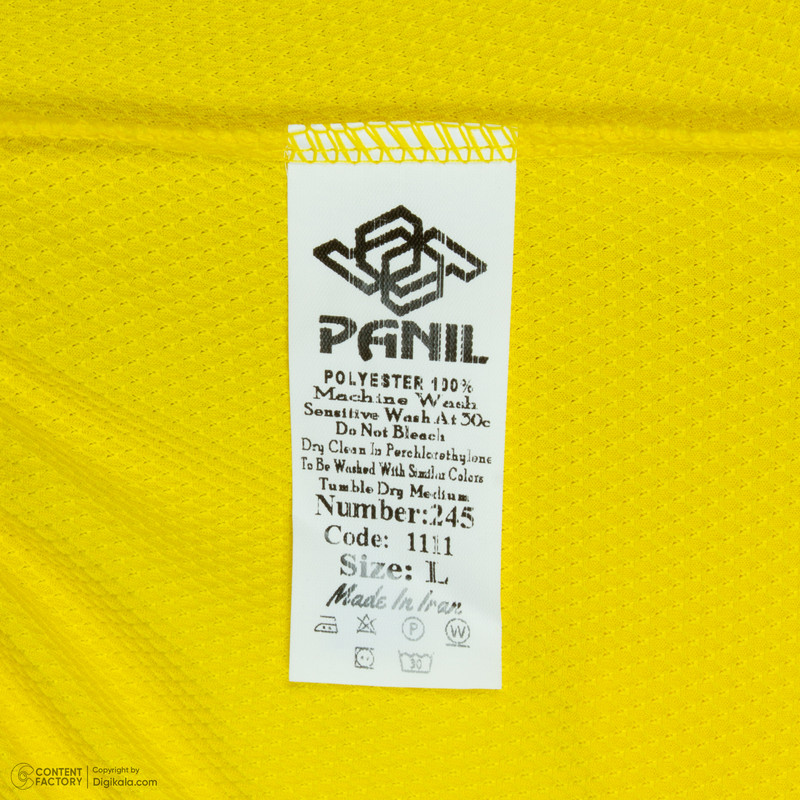 PANIL
POLYESTER 100%
Machine Wash
Sensitive Wash At 30c
Do Not Bleach
Dry Clean In Perchlorethylene
To Be Washed With Similar Colors
Tumble Dry Medium
Number:245
Code: 1111
Size: L
Made In Iran
P W
30
CONTENT FACTORY
Copyright by
Digikala.com